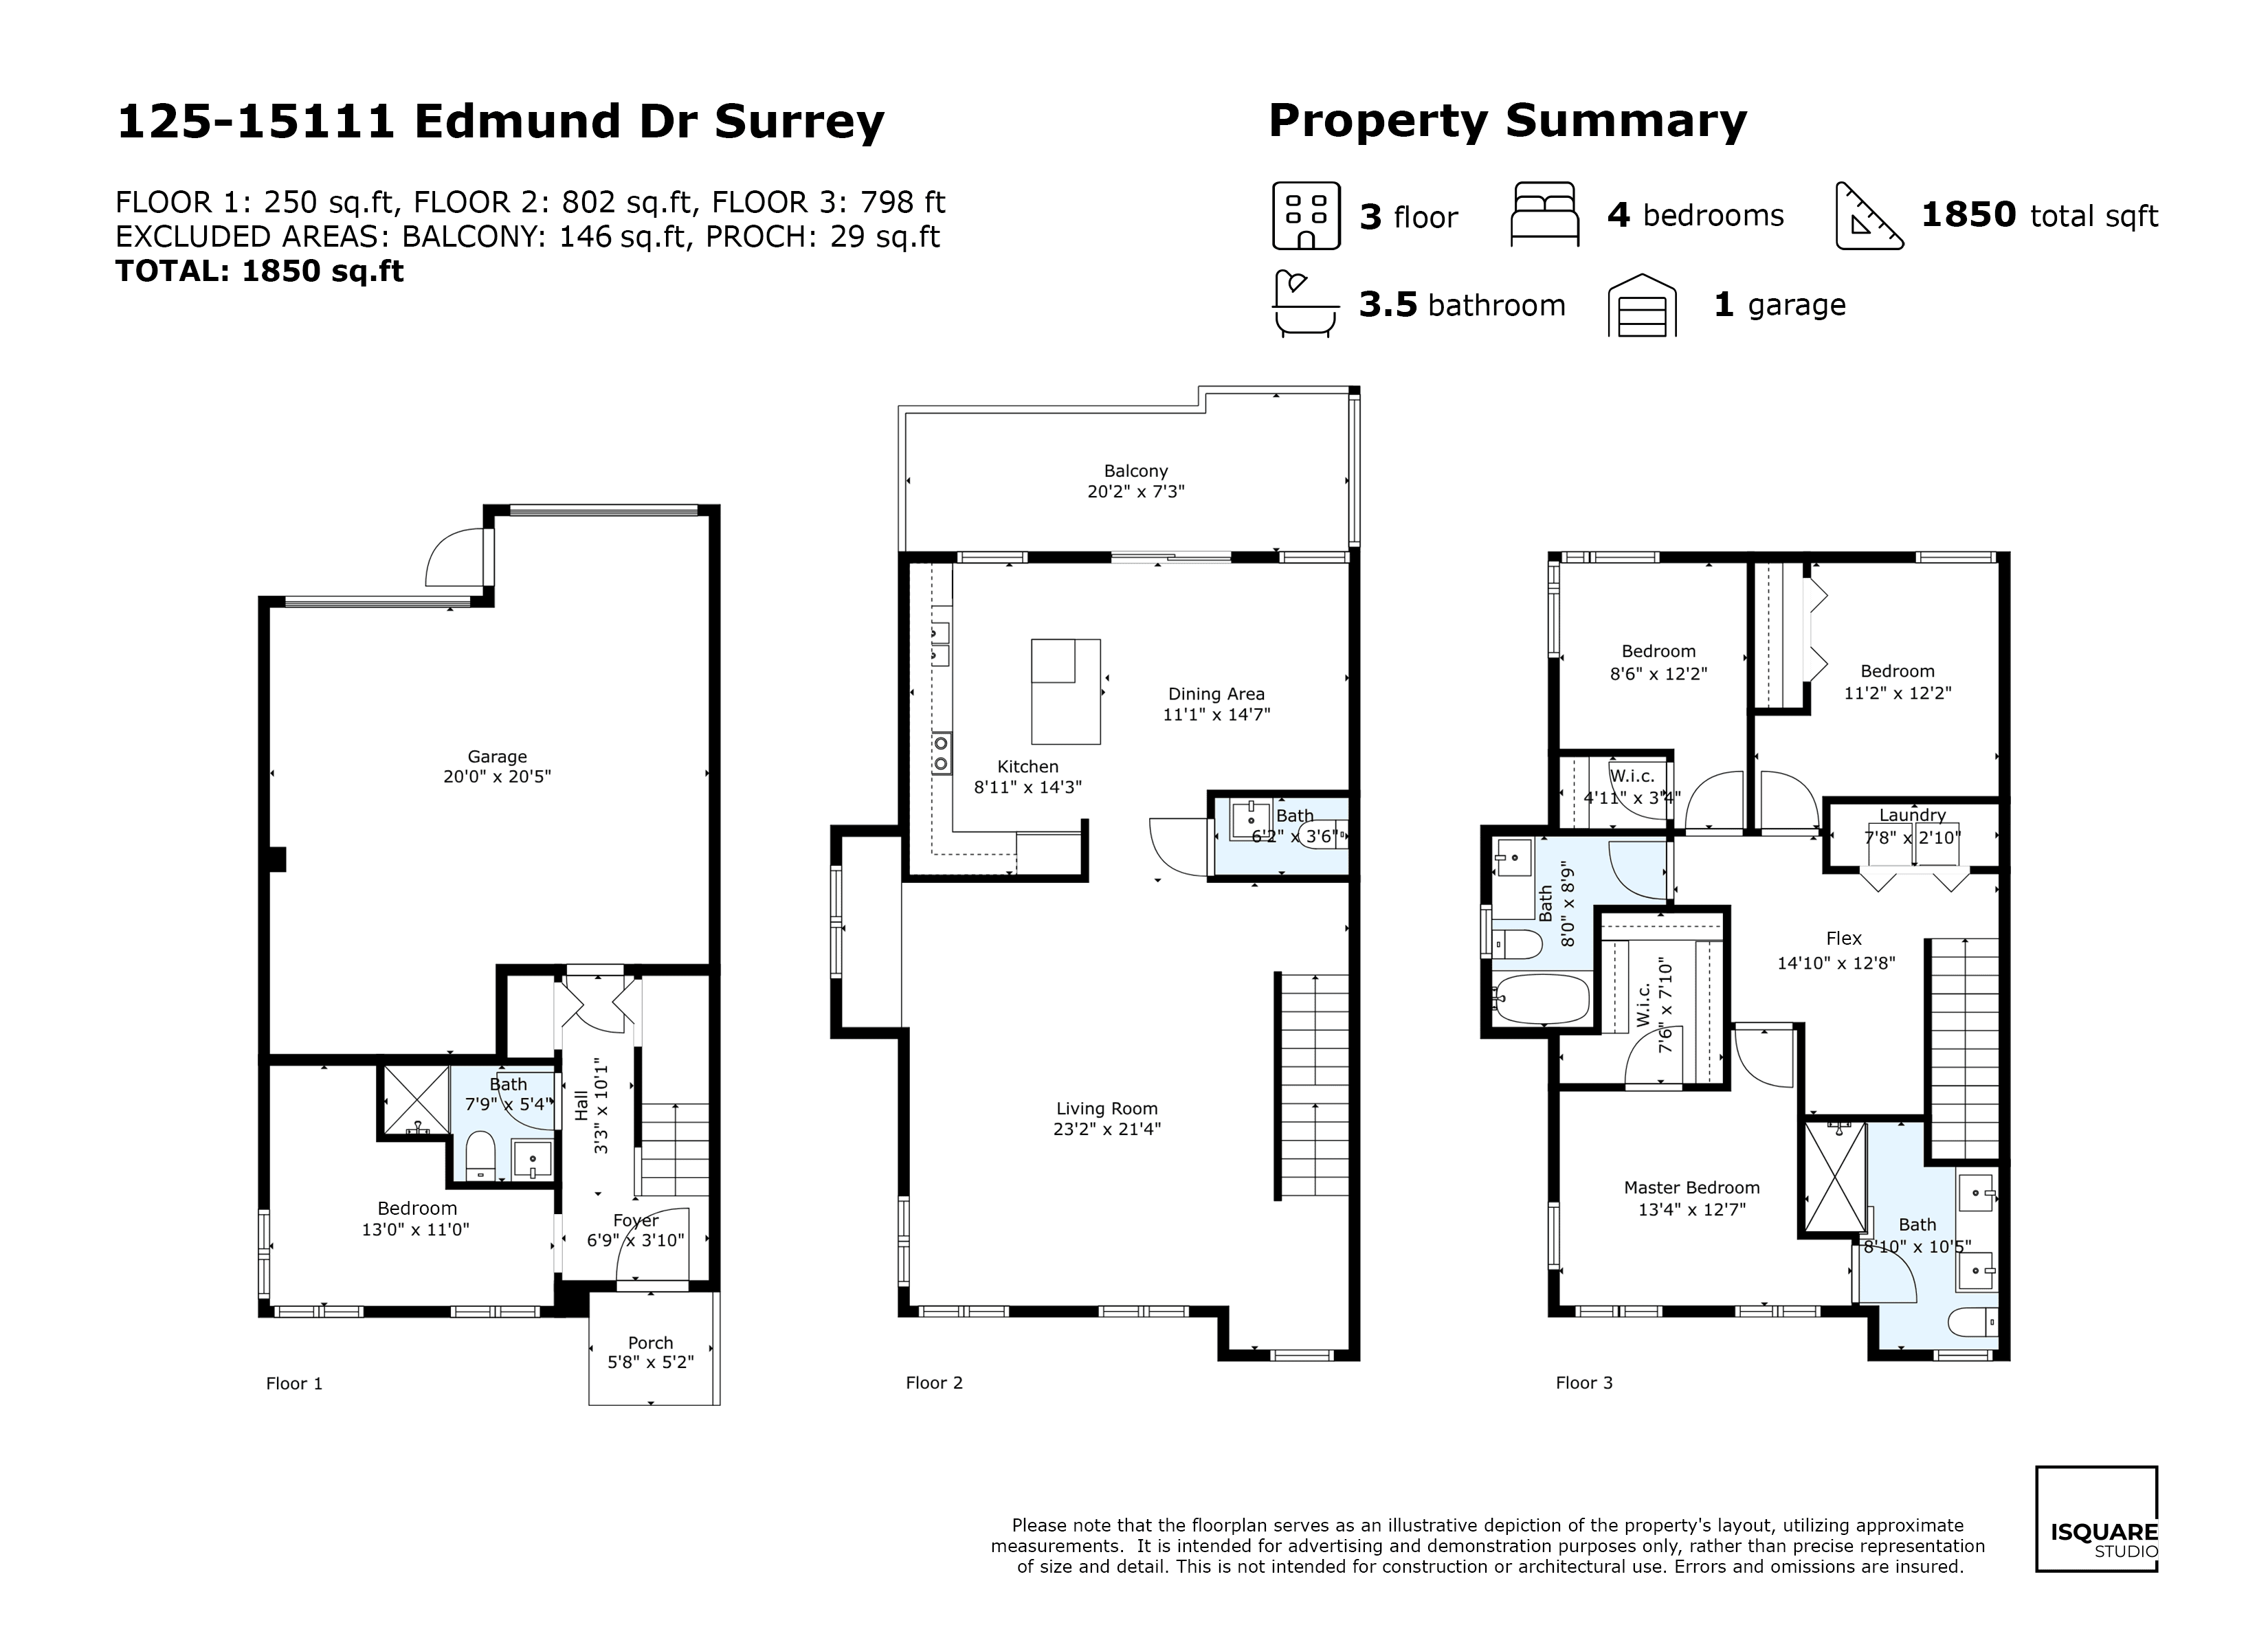 125-15111 Edmund Dr Surrey
FLOOR 1: 250 sq.ft, FLOOR 2: 802 sq.ft, FLOOR 3: 798 ft
EXCLUDED AREAS: BALCONY: 146 sq.ft, PROCH: 29 sq.ft
TOTAL: 1850 sq.ft
Property Summary
3 floor
4 bedrooms
1850 total sqft
3.5 bathroom
1 garage
Garage
20'0" x 20'5"
Bath
7'9" x 5'4"
Hall
3'3" x 10'1"
Bedroom
13'0" x 11'0"
Foyer
6'9" x 3'10"
Porch
5'8" x 5'2"
Floor 1
Balcony
20'2" x 7'3"
Dining Area
11'1" x 14'7"
Kitchen
8'11" x 14'3"
Bath
6'2" x 3'6"
Living Room
23'2" x 21'4"
Floor 2
Bedroom
8'6" x 12'2"
Bedroom
11'2" x 12'2"
W.i.c.
4'11" x 3'4"
Laundry
7'8" x 2'10"
Bath
8'0" x 8'9"
Flex
14'10" x 12'8"
W.i.c.
7'6" x 7'10"
Master Bedroom
13'4" x 12'7"
Bath
8'10" x 10'5"
Floor 3
Please note that the floorplan serves as an illustrative depiction of the property's layout, utilizing approximate
measurements.  It is intended for advertising and demonstration purposes only, rather than precise representation
of size and detail. This is not intended for construction or architectural use. Errors and omissions are insured.
ISQUARE
STUDIO